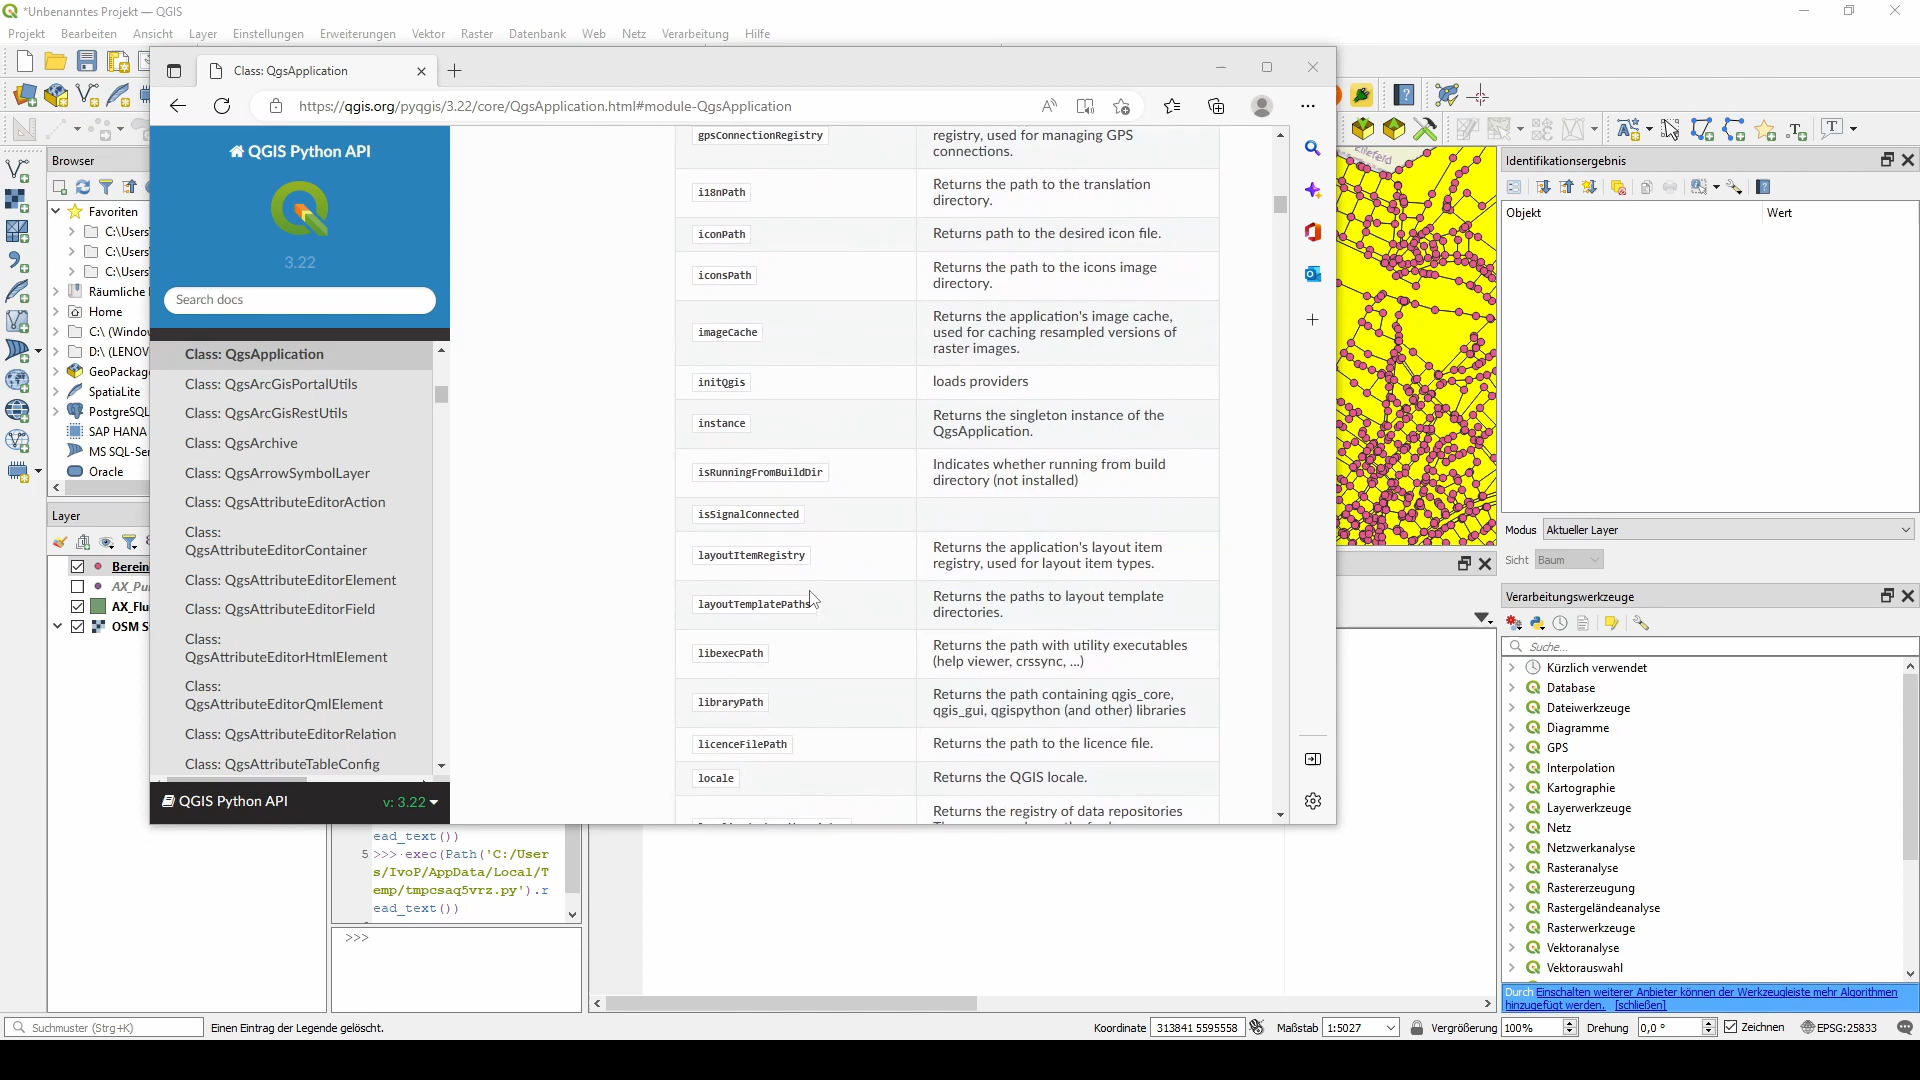 *Unbenanntes Projekt — QGIS
Projekt Bearbeiten Ansicht Layer Einstellungen Erweiterungen Vektor Raster Datenbank Web Netz Verarbeitung Hilfe
Class: QgsApplication
https://qgis.org/pyqgis/3.22/core/QgsApplication.html#module-QgsApplication
QGIS Python API
3.22
Search docs
Class: QgsApplication
Class: QgsArcGisPortalUtils
Class: QgsArcGisRestUtils
Class: QgsArchive
Class: QgsArrowSymbolLayer
Class: QgsAttributeEditorAction
Class:
QgsAttributeEditorContainer
Class: QgsAttributeEditorElement
Class: QgsAttributeEditorField
Class:
QgsAttributeEditorHtmlElement
Class:
QgsAttributeEditorQmlElement
Class: QgsAttributeEditorRelation
Class: QgsAttributeTableConfig
QGIS Python API v: 3.22
gpsConnectionRegistry
registry, used for managing GPS
connections.
i18nPath
Returns the path to the translation
directory.
iconPath
Returns path to the desired icon file.
iconsPath
Returns the path to the icons image
directory.
imageCache
Returns the application's image cache,
used for caching resampled versions of
raster images.
initQgis
loads providers
instance
Returns the singleton instance of the
QgsApplication.
isRunningFromBuildDir
Indicates whether running from build
directory (not installed)
isSignalConnected
layoutItemRegistry
Returns the application's layout item
registry, used for layout item types.
layoutTemplatePaths
Returns the paths to layout template
directories.
libexecPath
Returns the path with utility executables
(help viewer, crssync, ...)
libraryPath
Returns the path containing qgis_core,
qgis_gui, qgispython (and other) libraries
licenceFilePath
Returns the path to the licence file.
locale
Returns the QGIS locale.
Returns the registry of data repositories
Browser
Favoriten
C:\Users
C:\Users
C:\Users
Räumliche
Home
C:\ (Windo
D:\ (LENOV
GeoPackag
SpatiaLite
PostgreSQL
SAP HANA
MS SQL-Ser
Oracle
Layer
Berein
AX_Pu
AX_Flu
OSM S
ead_text())
5 >>> exec(Path('C:/User
s/IvoP/AppData/Local/T
emp/tmpcsaq5vrz.py').r
ead_text())
>>>
Zilefeld
Identifikationsergebnis
Objekt Wert
Modus Aktueller Layer
Sicht Baum
Verarbeitungswerkzeuge
Suche...
Kürzlich verwendet
Database
Dateiwerkzeuge
Diagramme
GPS
Interpolation
Kartographie
Layerwerkzeuge
Netz
Netzwerkanalyse
Rasteranalyse
Rastererzeugung
Rastergeländeanalyse
Rasterwerkzeuge
Vektoranalyse
Vektorauswahl
Durch Einschalten weiterer Anbieter können der Werkzeugleiste mehr Algorithmen
hinzugefügt werden. [schließen]
Suchmuster (Strg+K) Einen Eintrag der Legende gelöscht. Koordinate 313841 5595558 Maßstab 1:5027 Vergrößerung 100% Drehung 0,0 ° Zeichnen EPSG:25833